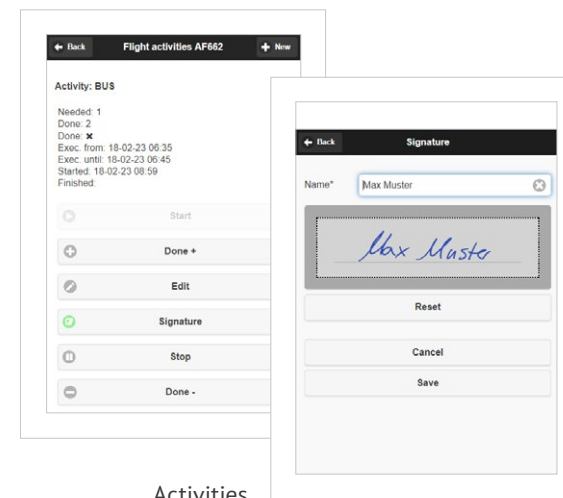 Back Flight activities AF662 New
Activity: BUS
Needed: 1
Done: 2
Done: ✖
Exec. from: 18-02-23 06:35
Exec. until: 18-02-23 06:45
Started: 18-02-23 08:59
Finished:
Start
Done +
Edit
Signature
Stop
Done -
Back Signature
Name* Max Muster
Max Muster
Reset
Cancel
Save
Activities